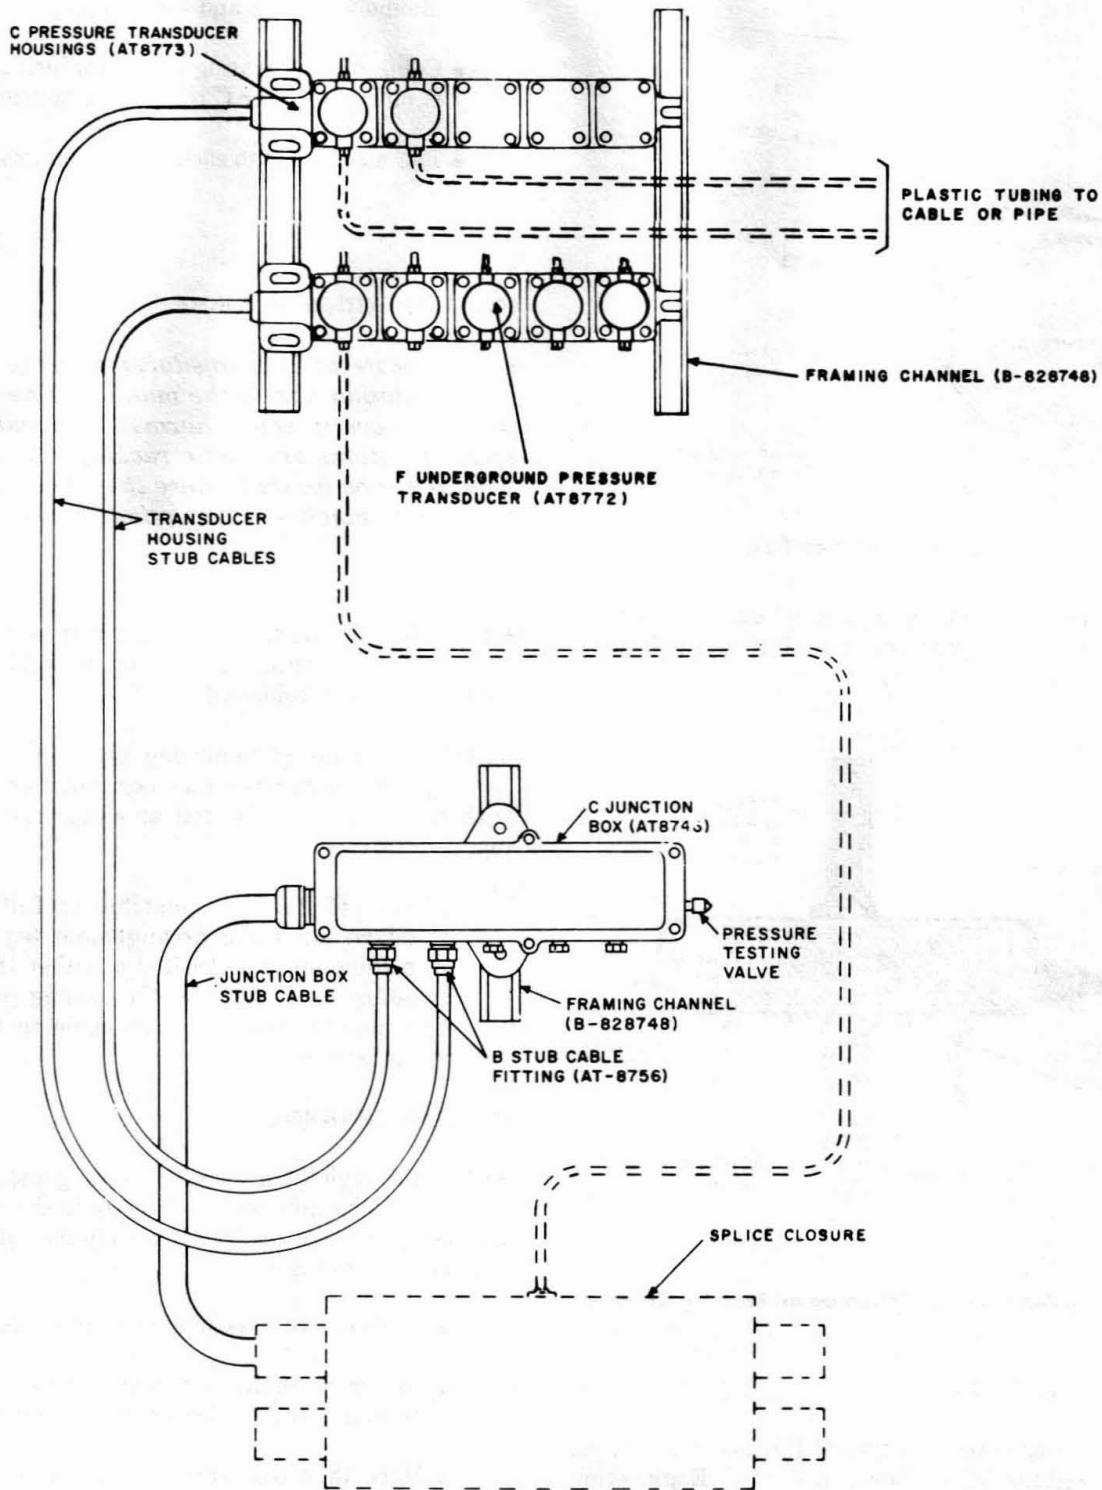 C PRESSURE TRANSDUCER
HOUSINGS (AT8773)
PLASTIC TUBING TO
CABLE OR PIPE
FRAMING CHANNEL (B-828748)
F UNDERGROUND PRESSURE
TRANSDUCER (AT8772)
TRANSDUCER
HOUSING
STUB CABLES
C JUNCTION
BOX
PRESSURE
TESTING
VALVE
JUNCTION BOX
STUB CABLE
FRAMING CHANNEL
(B-828748)
B STUB CABLE
FITTING (AT-8756)
SPLICE CLOSURE